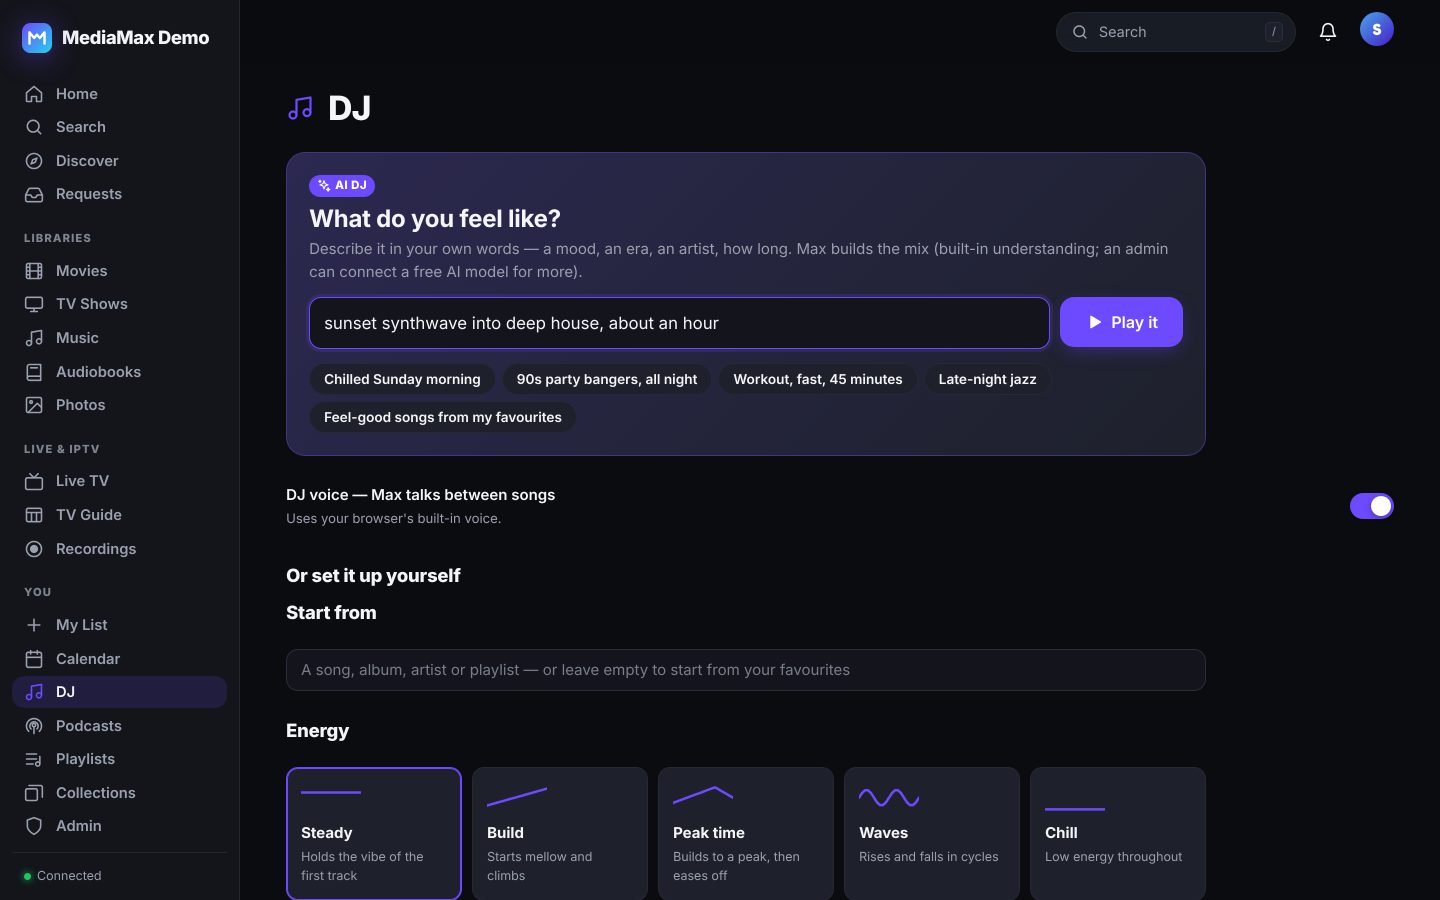 MediaMax Demo
Search
/
S
Home
Search
Discover
Requests
LIBRARIES
Movies
TV Shows
Music
Audiobooks
Photos
LIVE & IPTV
Live TV
TV Guide
Recordings
YOU
My List
Calendar
DJ
Podcasts
Playlists
Collections
Admin
Connected
DJ
AI DJ
What do you feel like?
Describe it in your own words — a mood, an era, an artist, how long. Max builds the mix (built-in understanding; an admin
can connect a free AI model for more).
sunset synthwave into deep house, about an hour
Play it
Chilled Sunday morning
90s party bangers, all night
Workout, fast, 45 minutes
Late-night jazz
Feel-good songs from my favourites
DJ voice — Max talks between songs
Uses your browser's built-in voice.
Or set it up yourself
Start from
A song, album, artist or playlist — or leave empty to start from your favourites
Energy
Steady
Holds the vibe of the
first track
Build
Starts mellow and
climbs
Peak time
Builds to a peak, then
eases off
Waves
Rises and falls in cycles
Chill
Low energy throughout